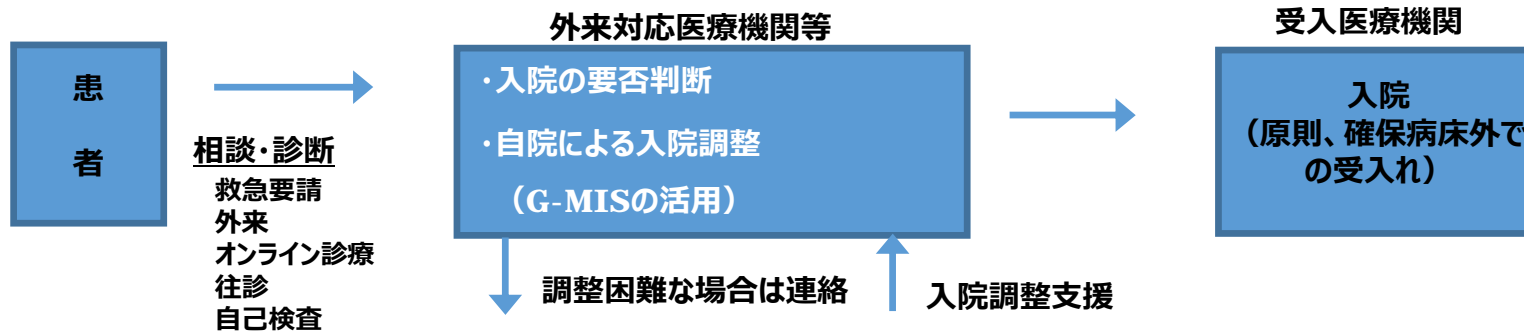 患
者
相談・診断
救急要請
外来
オンライン診療
往診
自己検査
外来対応医療機関等
・入院の要否判断
・自院による入院調整
（G-MISの活用）
調整困難な場合は連絡
入院調整支援
受入医療機関
入院
（原則、確保病床外で
の受入れ）